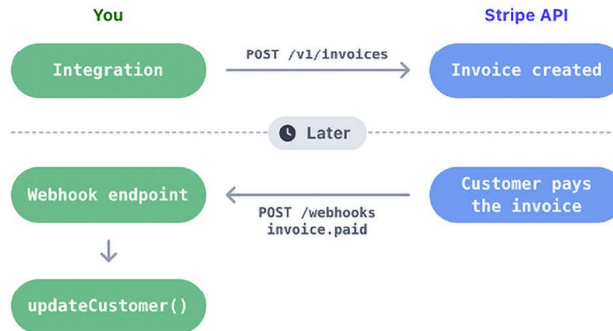 You
Stripe API
Integration
POST /v1/invoices
Invoice created
Later
Webhook endpoint
POST /webhooks
invoice.paid
Customer pays
the invoice
updateCustomer()